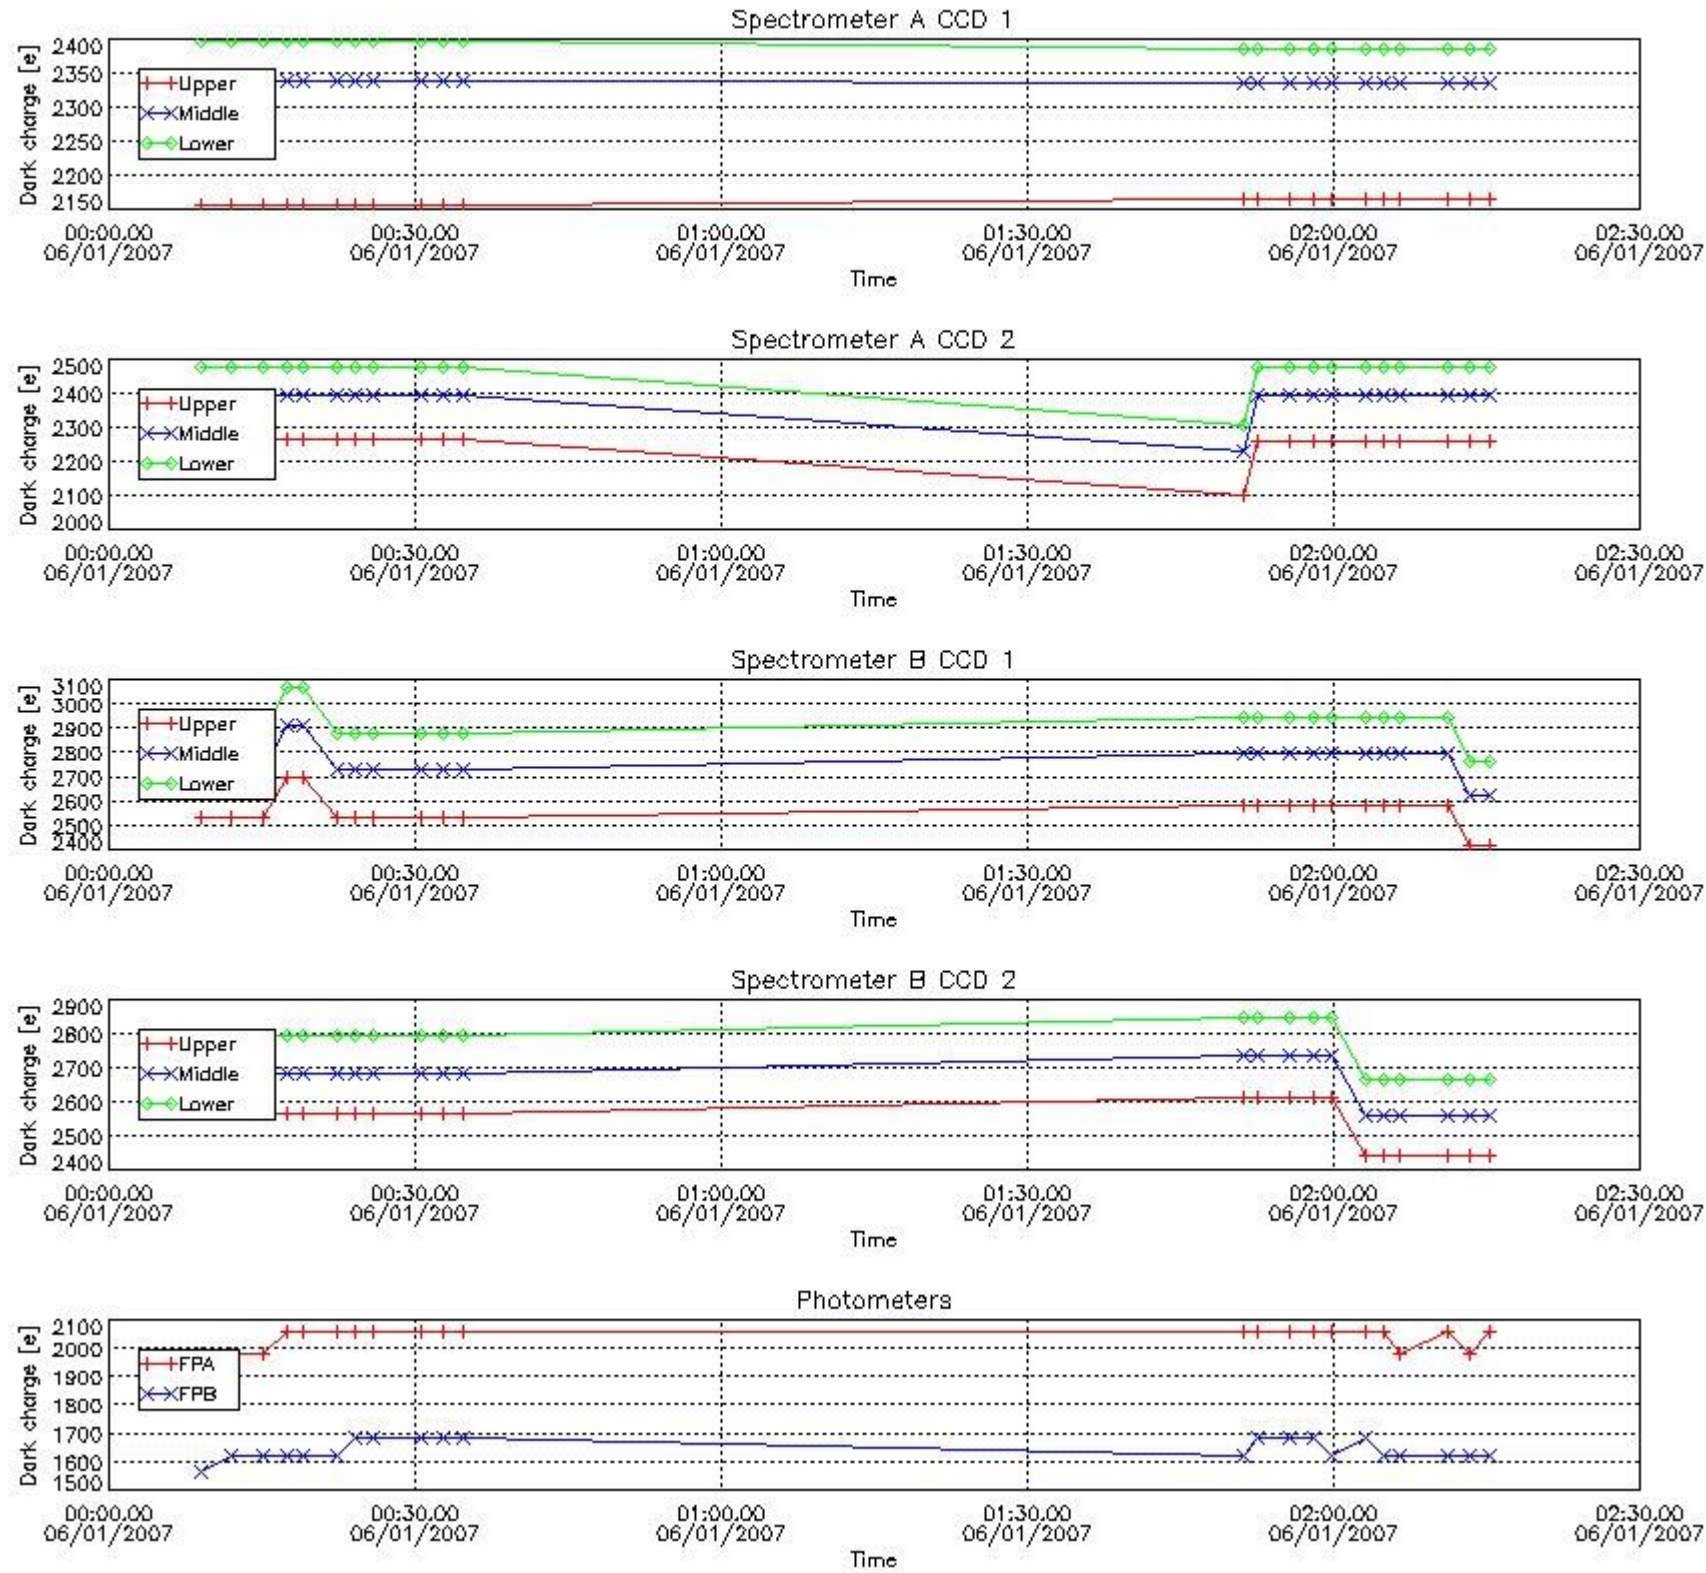 Spectrometer A CCD 1
Dark charge [e]
2400
2350
2300
2250
2200
2150
Upper
Middle
Lower
00:00.00 00:30.00 01:00.00 01:30.00 02:00.00 02:30.00
06/01/2007 06/01/2007 06/01/2007 06/01/2007 06/01/2007 06/01/2007
Time
Spectrometer A CCD 2
Dark charge [e]
2500
2400
2300
2200
2100
2000
Upper
Middle
Lower
00:00.00 00:30.00 01:00.00 01:30.00 02:00.00 02:30.00
06/01/2007 06/01/2007 06/01/2007 06/01/2007 06/01/2007 06/01/2007
Time
Spectrometer B CCD 1
Dark charge [e]
3100
3000
2900
2800
2700
2600
2500
2400
Upper
Middle
Lower
00:00.00 00:30.00 01:00.00 01:30.00 02:00.00 02:30.00
06/01/2007 06/01/2007 06/01/2007 06/01/2007 06/01/2007 06/01/2007
Time
Spectrometer B CCD 2
Dark charge [e]
2900
2800
2700
2600
2500
2400
Upper
Middle
Lower
00:00.00 00:30.00 01:00.00 01:30.00 02:00.00 02:30.00
06/01/2007 06/01/2007 06/01/2007 06/01/2007 06/01/2007 06/01/2007
Time
Photometers
Dark charge [e]
2100
2000
1900
1800
1700
1600
1500
FPA
FPB
00:00.00 00:30.00 01:00.00 01:30.00 02:00.00 02:30.00
06/01/2007 06/01/2007 06/01/2007 06/01/2007 06/01/2007 06/01/2007
Time